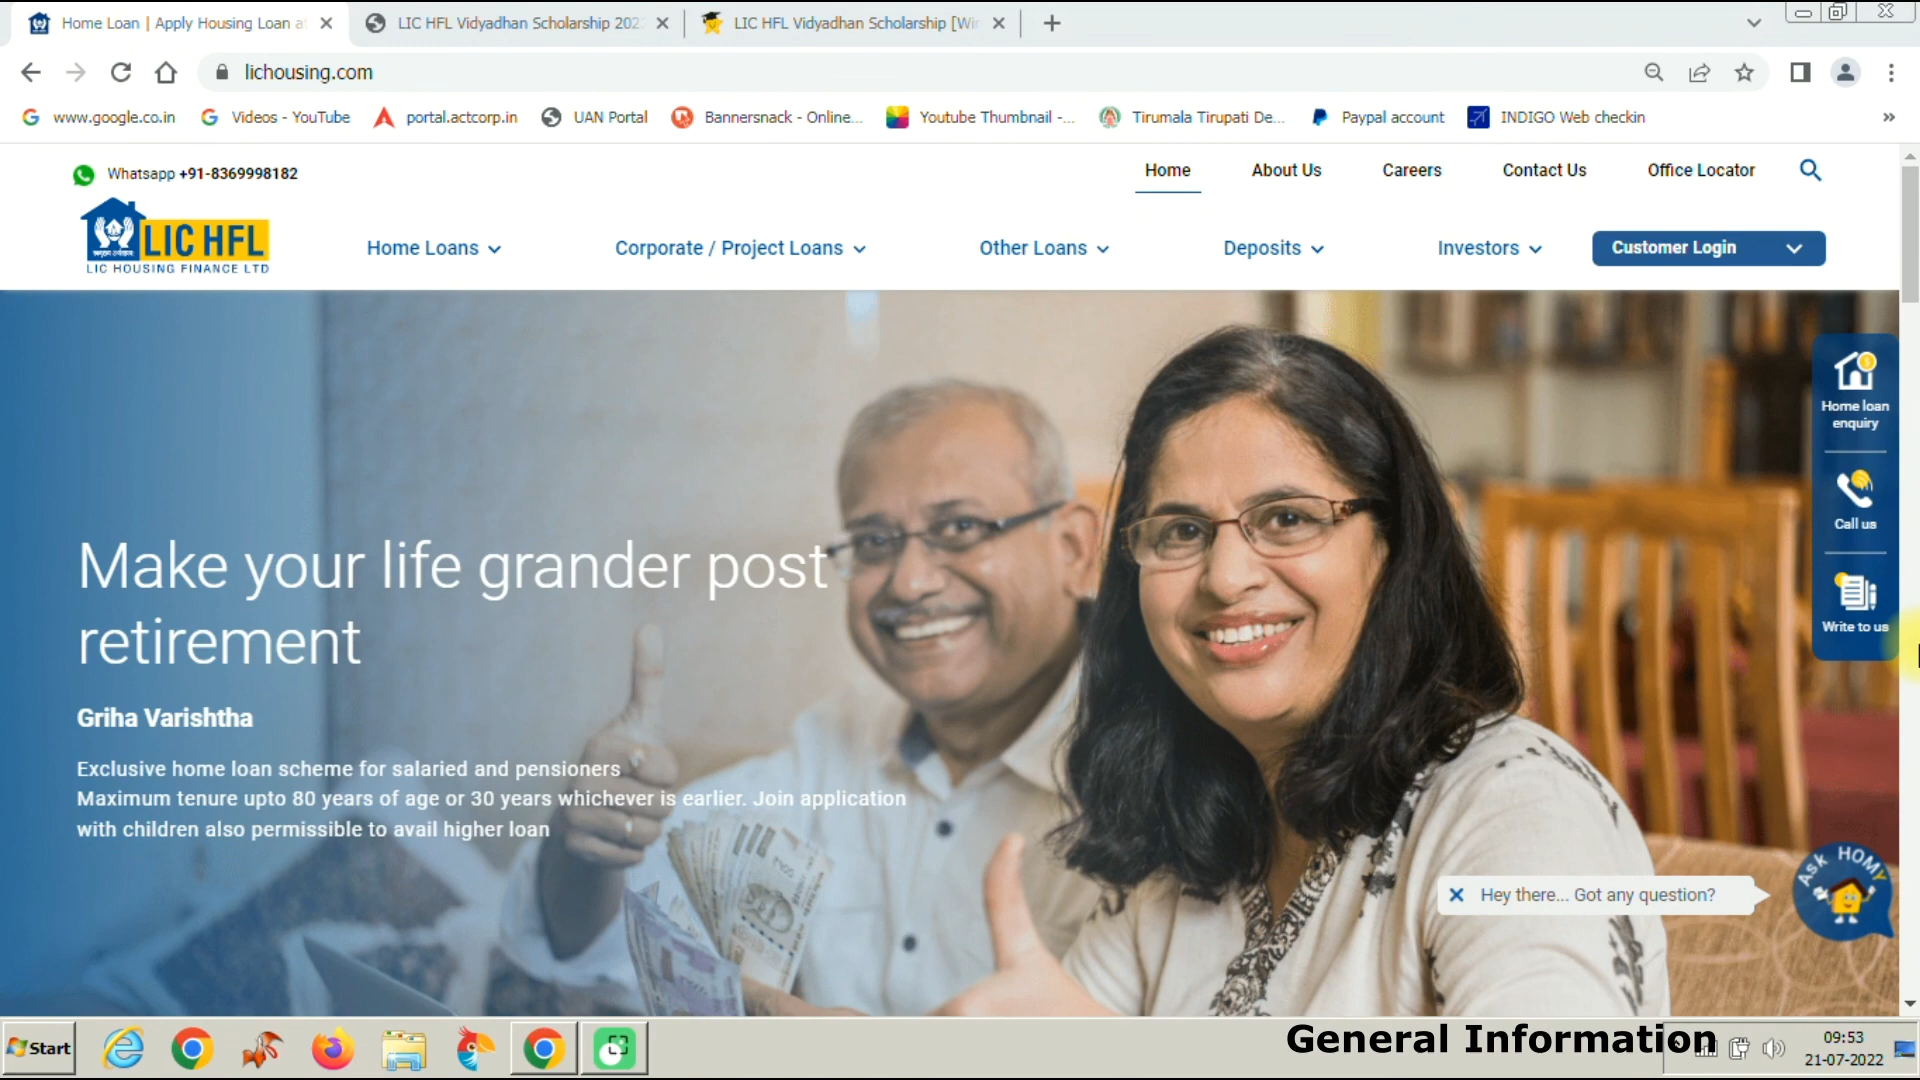 Home Loan | Apply Housing Loan at
LIC HFL Vidyadhan Scholarship 202
LIC HFL Vidyadhan Scholarship [Win
lichousing.com
www.google.co.in
Videos - YouTube
portal.actcorp.in
UAN Portal
Bannersnack - Online...
Youtube Thumbnail -...
Tirumala Tirupati De...
Paypal account
INDIGO Web checkin
Whatsapp +91-8369998182
Home
About Us
Careers
Contact Us
Office Locator
LIC HFL
LIC HOUSING FINANCE LTD
Home Loans
Corporate / Project Loans
Other Loans
Deposits
Investors
Customer Login
Home loan
enquiry
Call us
Write to us
Make your life grander post
retirement
Griha Varishtha
Exclusive home loan scheme for salaried and pensioners
Maximum tenure upto 80 years of age or 30 years whichever is earlier. Join application
with children also permissible to avail higher loan
Ask HOMY
Hey there... Got any question?
Start
General Information
09:53
21-07-2022